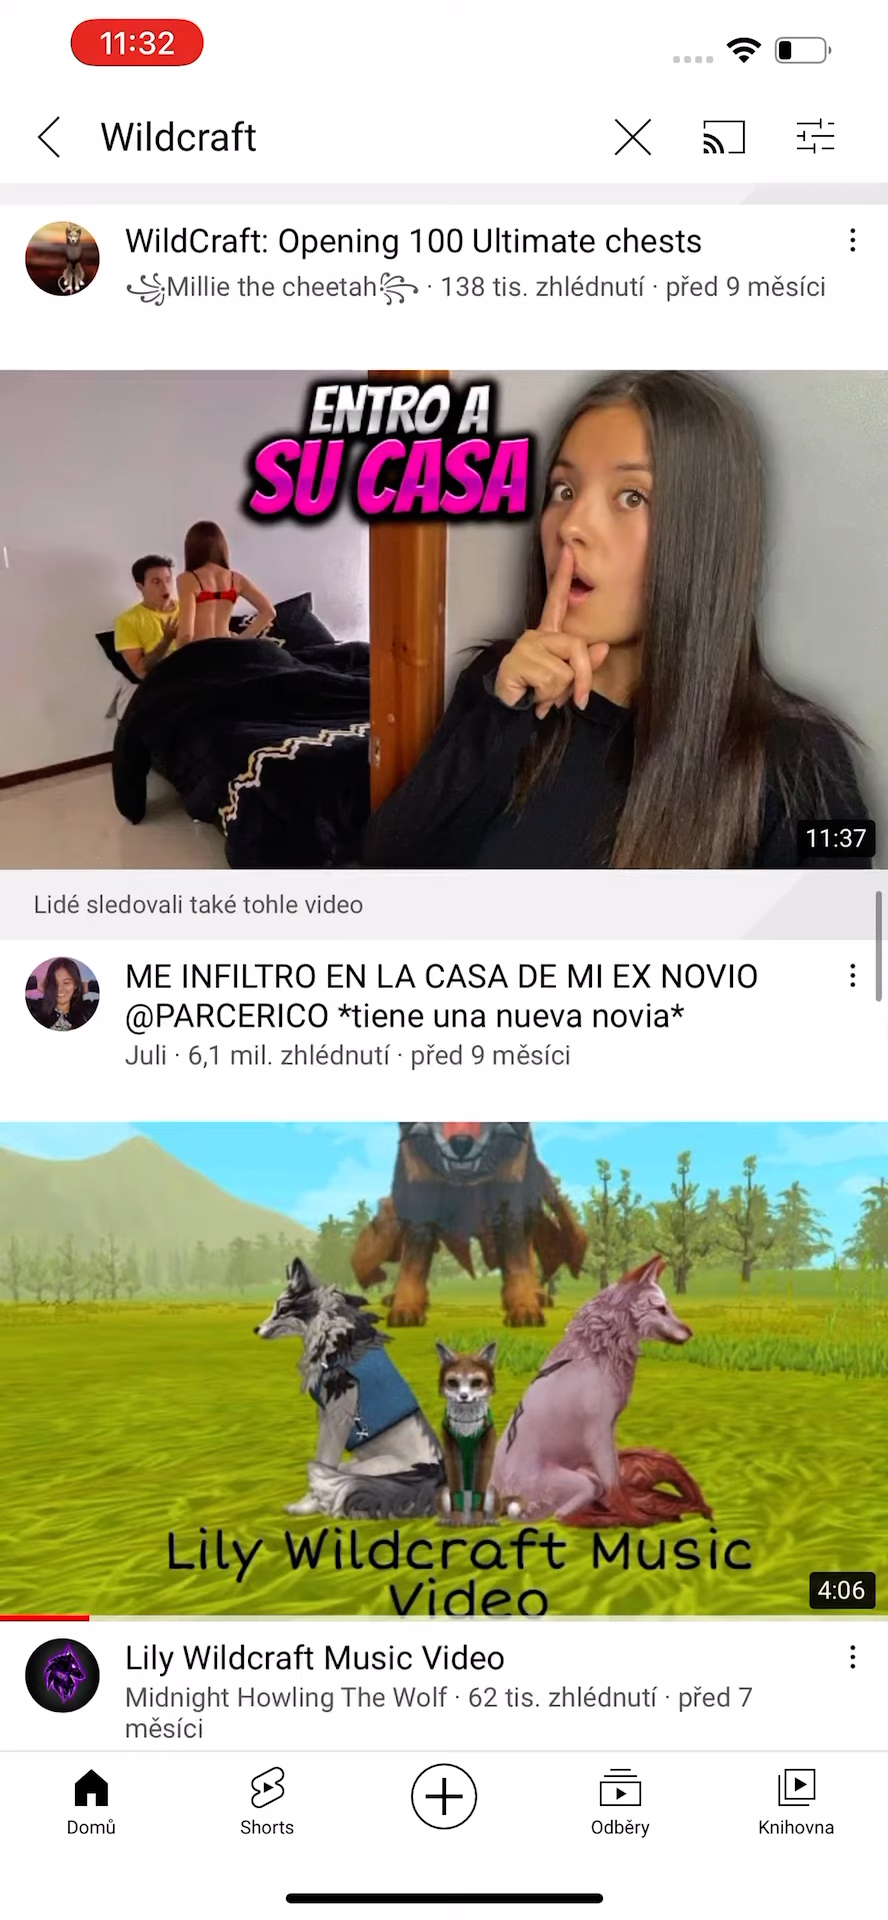 11:32
Wildcraft
WildCraft: Opening 100 Ultimate chests
꧁Millie the cheetah꧂ · 138 tis. zhlédnutí · před 9 měsíci
ENTRO A
SU CASA
11:37
Lidé sledovali také tohle video
ME INFILTRO EN LA CASA DE MI EX NOVIO
@PARCERICO *tiene una nueva novia*
Juli · 6,1 mil. zhlédnutí · před 9 měsíci
Lily Wildcraft Music
Video
4:06
Lily Wildcraft Music Video
Midnight Howling The Wolf · 62 tis. zhlédnutí · před 7
měsíci
Domů
Shorts
Odběry
Knihovna